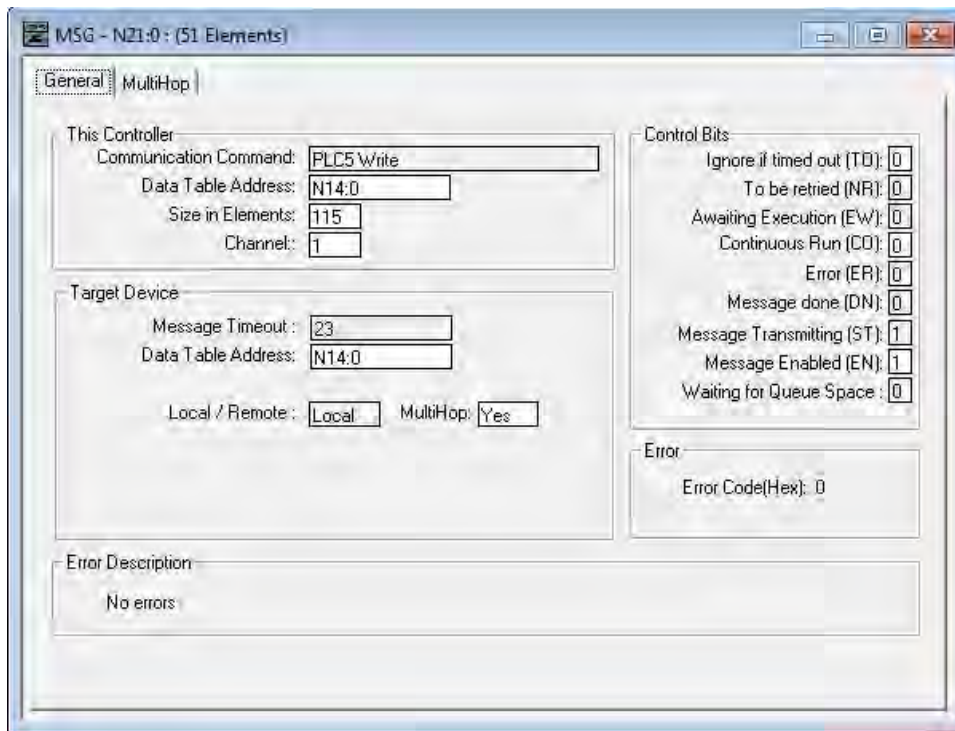 MSG - N21:0 : (51 Elements)
General MultiHop
This Controller
Communication Command: PLC5 Write
Data Table Address: N14:0
Size in Elements: 115
Channel:: 1
Target Device
Message Timeout : 23
Data Table Address: N14:0
Local / Remote : Local MultiHop: Yes
Control Bits
Ignore if timed out (TO): 0
To be retried (NR): 0
Awaiting Execution (EW): 0
Continuous Run (CO): 0
Error (ER): 0
Message done (DN): 0
Message Transmitting (ST): 1
Message Enabled (EN): 1
Waiting for Queue Space : 0
Error
Error Code(Hex): 0
Error Description
No errors